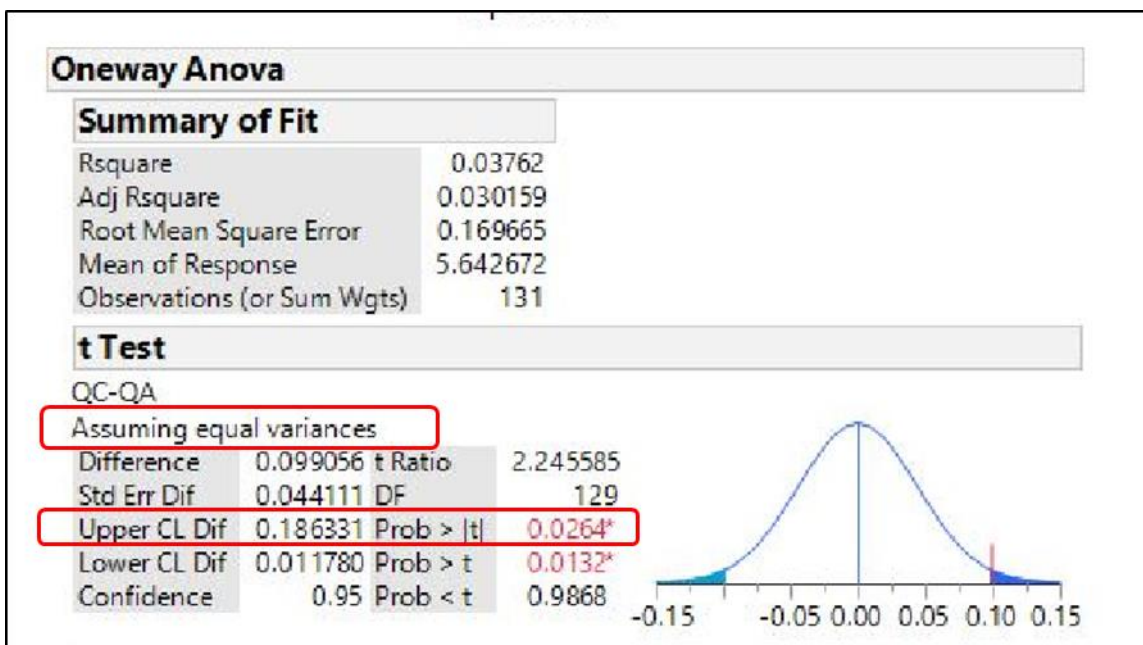 Oneway Anova
Summary of Fit
Rsquare 0.03762
Adj Rsquare 0.030159
Root Mean Square Error 0.169665
Mean of Response 5.642672
Observations (or Sum Wgts) 131
t Test
QC-QA
Assuming equal variances
Difference 0.099056 t Ratio 2.245585
Std Err Dif 0.044111 DF 129
Upper CL Dif 0.186331 Prob > |t| 0.0264*
Lower CL Dif 0.011780 Prob > t 0.0132*
Confidence 0.95 Prob < t 0.9868
-0.15 -0.05 0.00 0.05 0.10 0.15